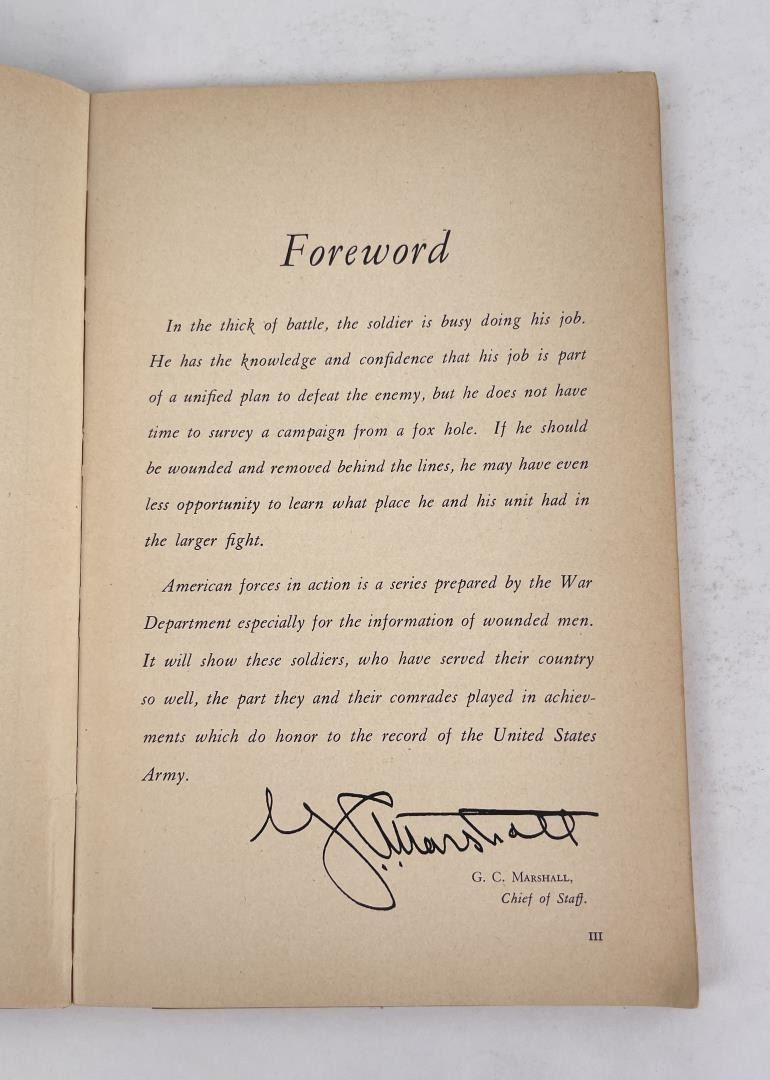 Foreword
In the thick of battle, the soldier is busy doing his job.
He has the knowledge and confidence that his job is part
of a unified plan to defeat the enemy, but he does not have
time to survey a campaign from a fox hole. If he should
be wounded and removed behind the lines, he may have even
less opportunity to learn what place he and his unit had in
the larger fight.
American forces in action is a series prepared by the War
Department especially for the information of wounded men.
It will show these soldiers, who have served their country
so well, the part they and their comrades played in achiev-
ments which do honor to the record of the United States
Army.
G. C. Marshall
G. C. MARSHALL,
Chief of Staff.
III